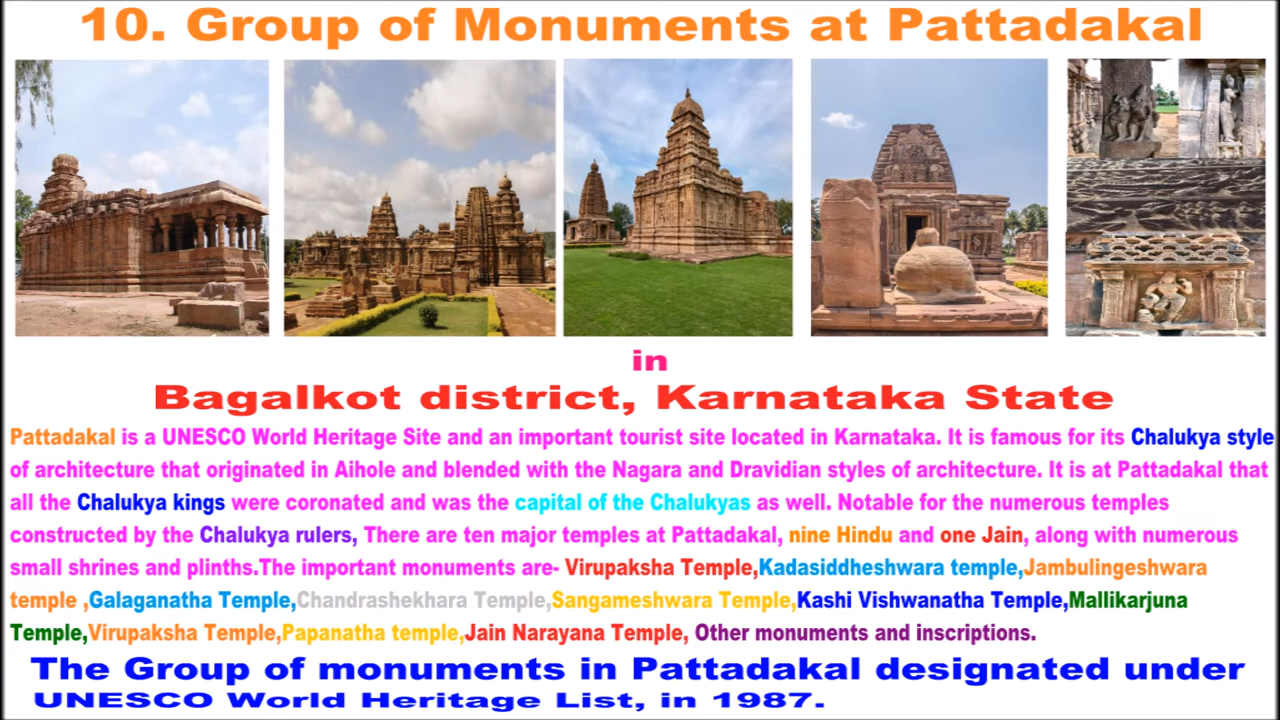 10. Group of Monuments at Pattadakal
in
Bagalkot district, Karnataka State
Pattadakal is a UNESCO World Heritage Site and an important tourist site located in Karnataka. It is famous for its Chalukya style
of architecture that originated in Aihole and blended with the Nagara and Dravidian styles of architecture. It is at Pattadakal that
all the Chalukya kings were coronated and was the capital of the Chalukyas as well. Notable for the numerous temples
constructed by the Chalukya rulers, There are ten major temples at Pattadakal, nine Hindu and one Jain, along with numerous
small shrines and plinths.The important monuments are- Virupaksha Temple,Kadasiddheshwara temple,Jambulingeshwara
temple ,Galaganatha Temple,Chandrashekhara Temple,Sangameshwara Temple,Kashi Vishwanatha Temple,Mallikarjuna
Temple,Virupaksha Temple,Papanatha temple,Jain Narayana Temple, Other monuments and inscriptions.
The Group of monuments in Pattadakal designated under
UNESCO World Heritage List, in 1987.